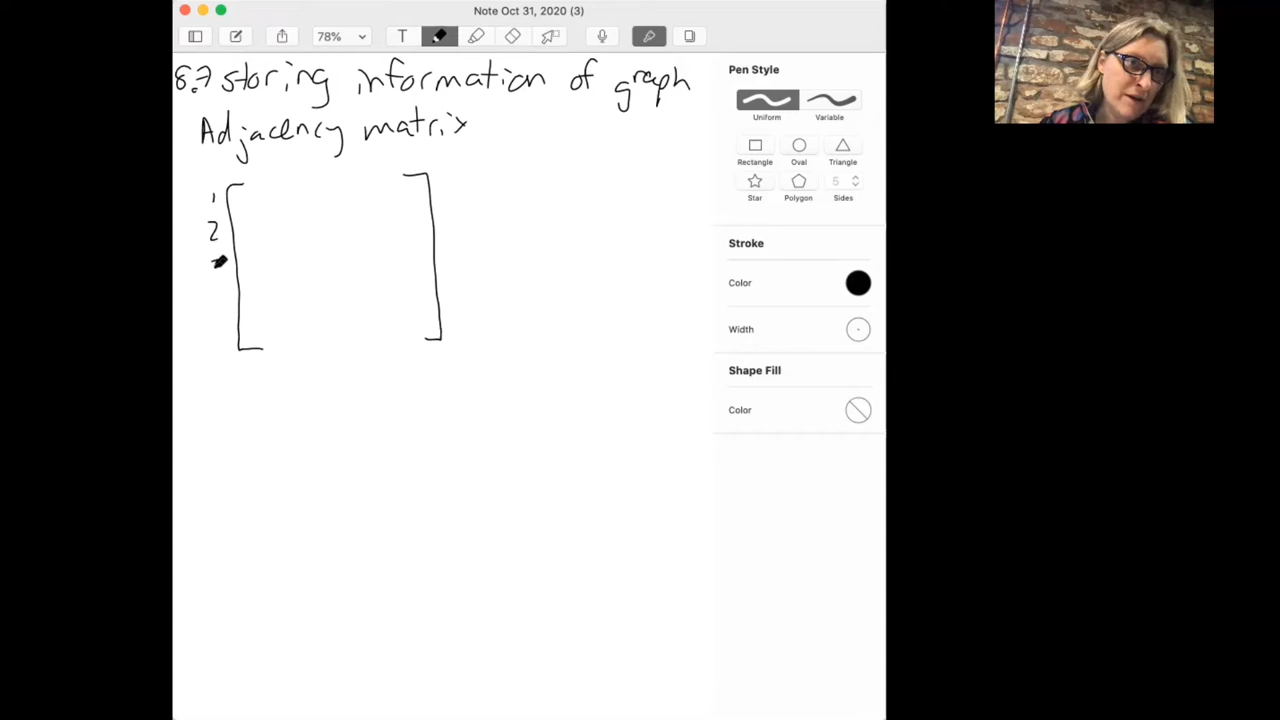 Note Oct 31, 2020 (3)
78%
T
8.7 storing information of graph
Adjacency matrix
1
2
Pen Style
Uniform Variable
Rectangle Oval Triangle
5
Star Polygon Sides
Stroke
Color
Width
Shape Fill
Color